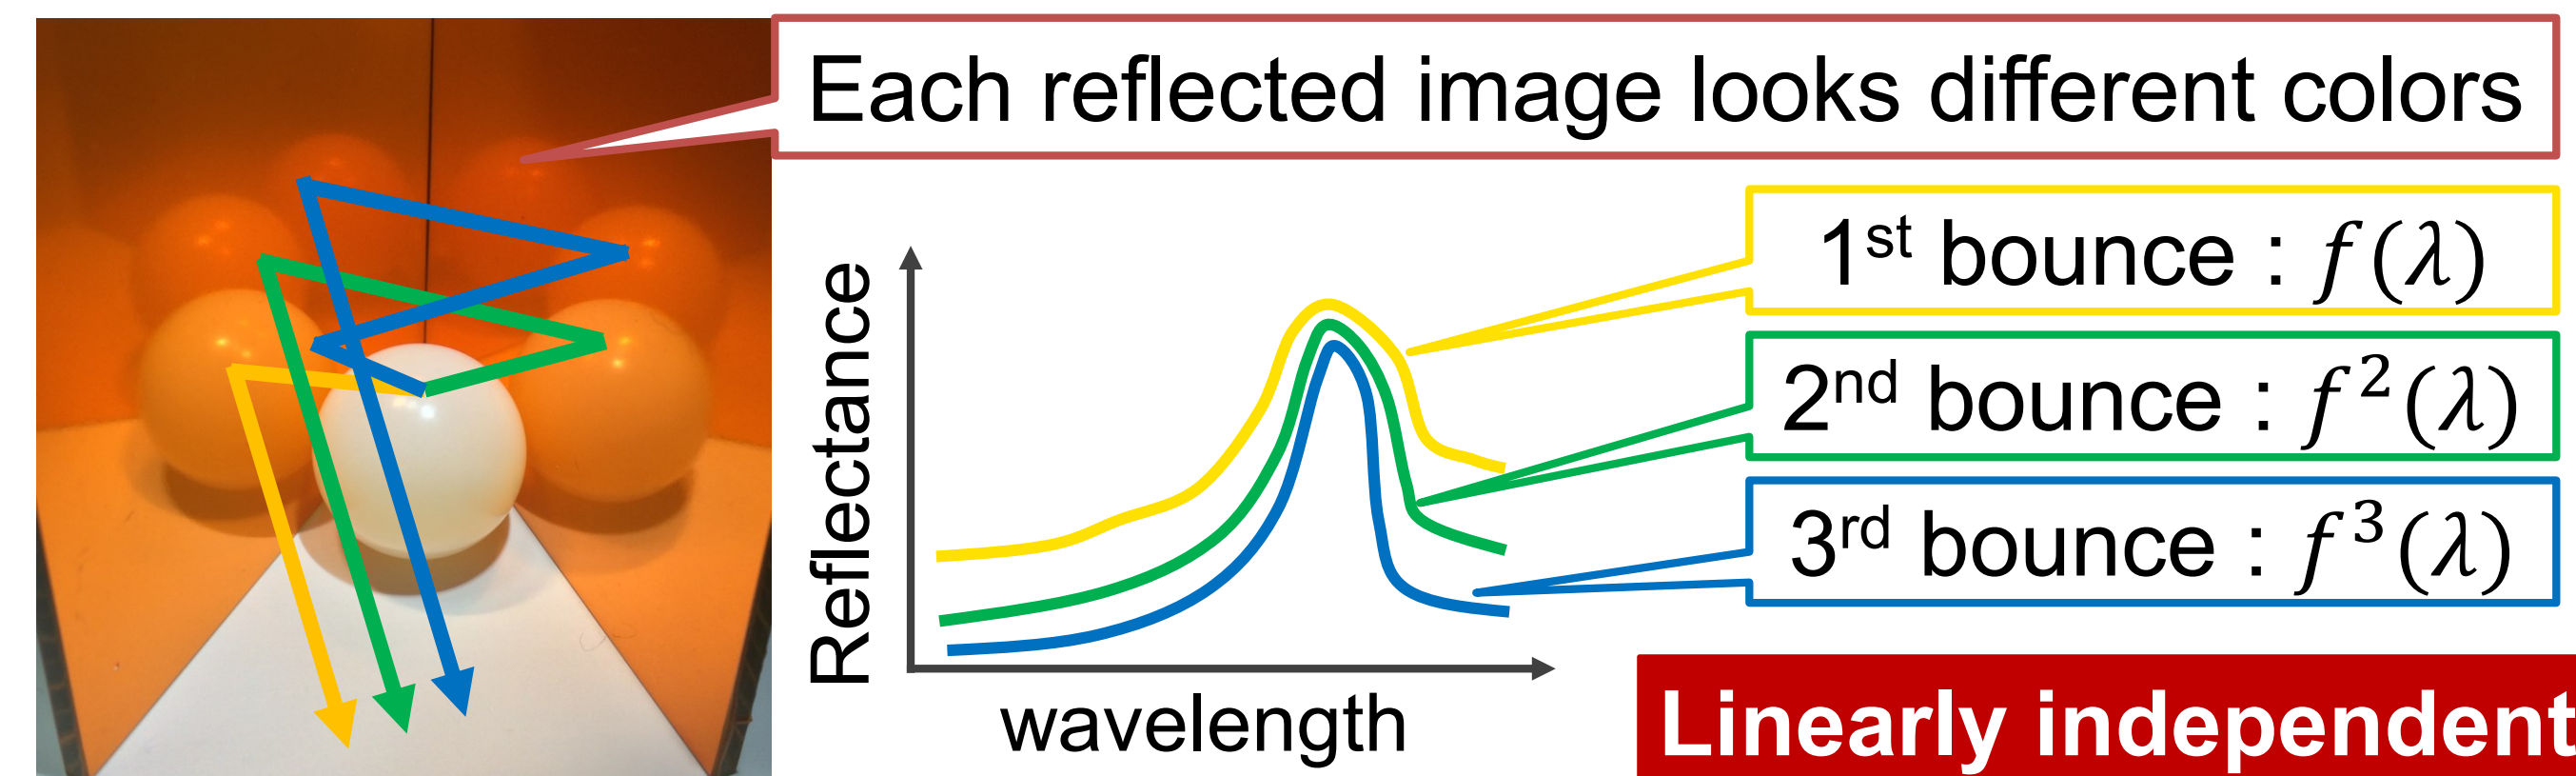 Each reflected image looks different colors
1st bounce : f(λ)
2nd bounce : f²(λ)
3rd bounce : f³(λ)
Reflectance
wavelength
Linearly independent